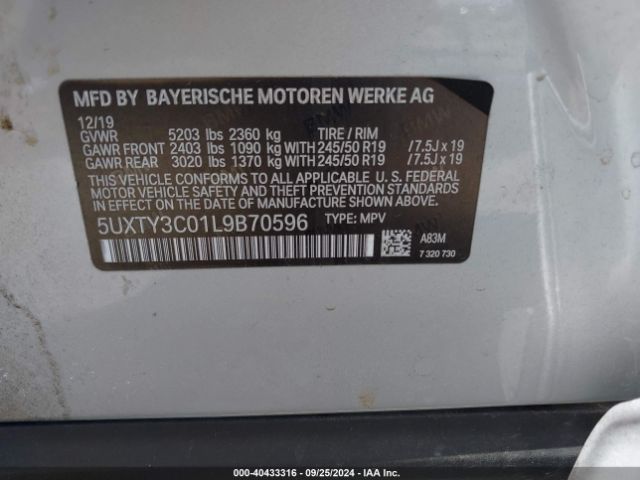 MFD BY BAYERISCHE MOTOREN WERKE AG
12/19
GVWR 5203 lbs 2360 kg TIRE / RIM
GAWR FRONT 2403 lbs 1090 kg WITH 245/50 R19 /7.5J x 19
GAWR REAR 3020 lbs 1370 kg WITH 245/50 R19 /7.5J x 19
THIS VEHICLE CONFORMS TO ALL APPLICABLE U. S. FEDERAL
MOTOR VEHICLE SAFETY AND THEFT PREVENTION STANDARDS
IN EFFECT ON THE DATE OF MANUFACTURE SHOWN ABOVE.
5UXTY3C01L9B70596 TYPE: MPV
A83M
7 320 730
000-40433316 - 09/25/2024 - IAA Inc.